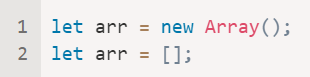 1 let arr = new Array();
2 let arr = [];